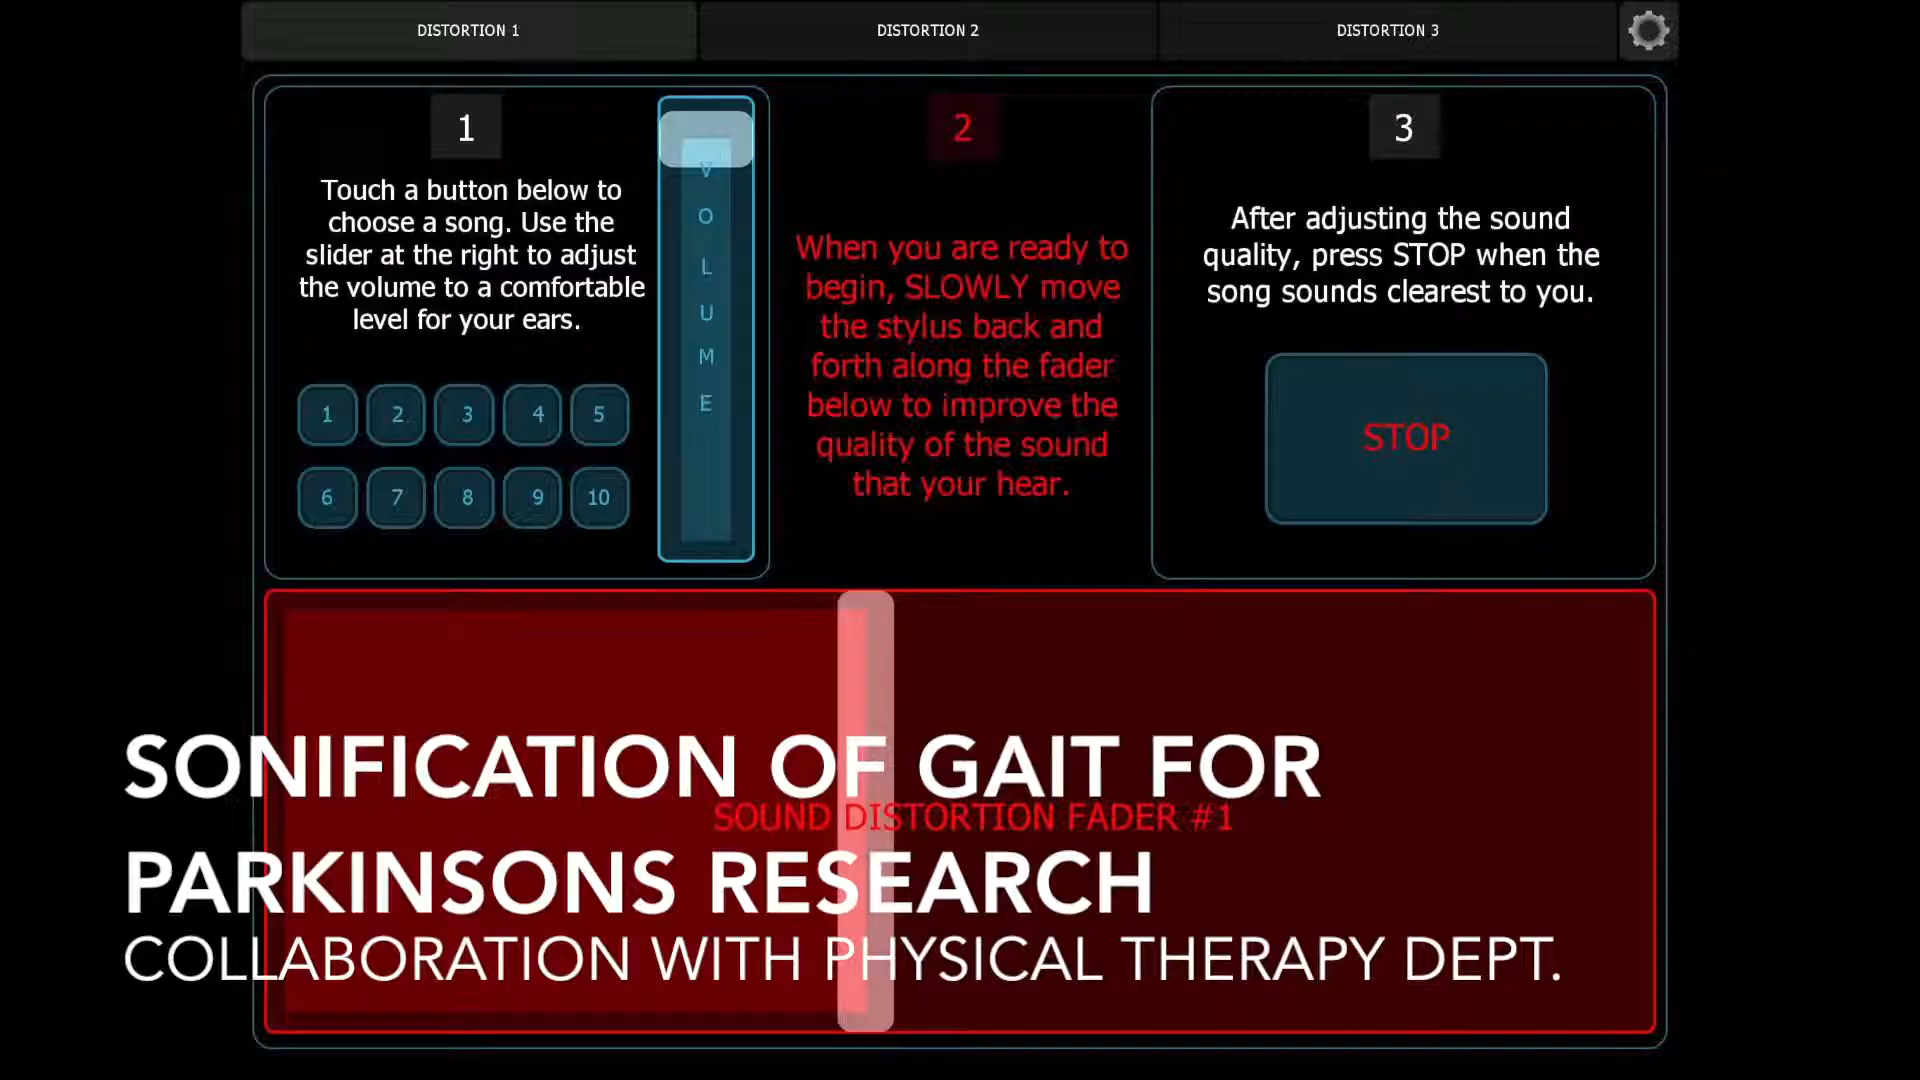 DISTORTION 1
DISTORTION 2
DISTORTION 3
1
Touch a button below to
choose a song. Use the
slider at the right to adjust
the volume to a comfortable
level for your ears.
1 2 3 4 5
6 7 8 9 10
V
O
L
U
M
E
2
When you are ready to
begin, SLOWLY move
the stylus back and
forth along the fader
below to improve the
quality of the sound
that your hear.
3
After adjusting the sound
quality, press STOP when the
song sounds clearest to you.
STOP
SONIFICATION OF GAIT FOR
SOUND DISTORTION FADER #1
PARKINSONS RESEARCH
COLLABORATION WITH PHYSICAL THERAPY DEPT.